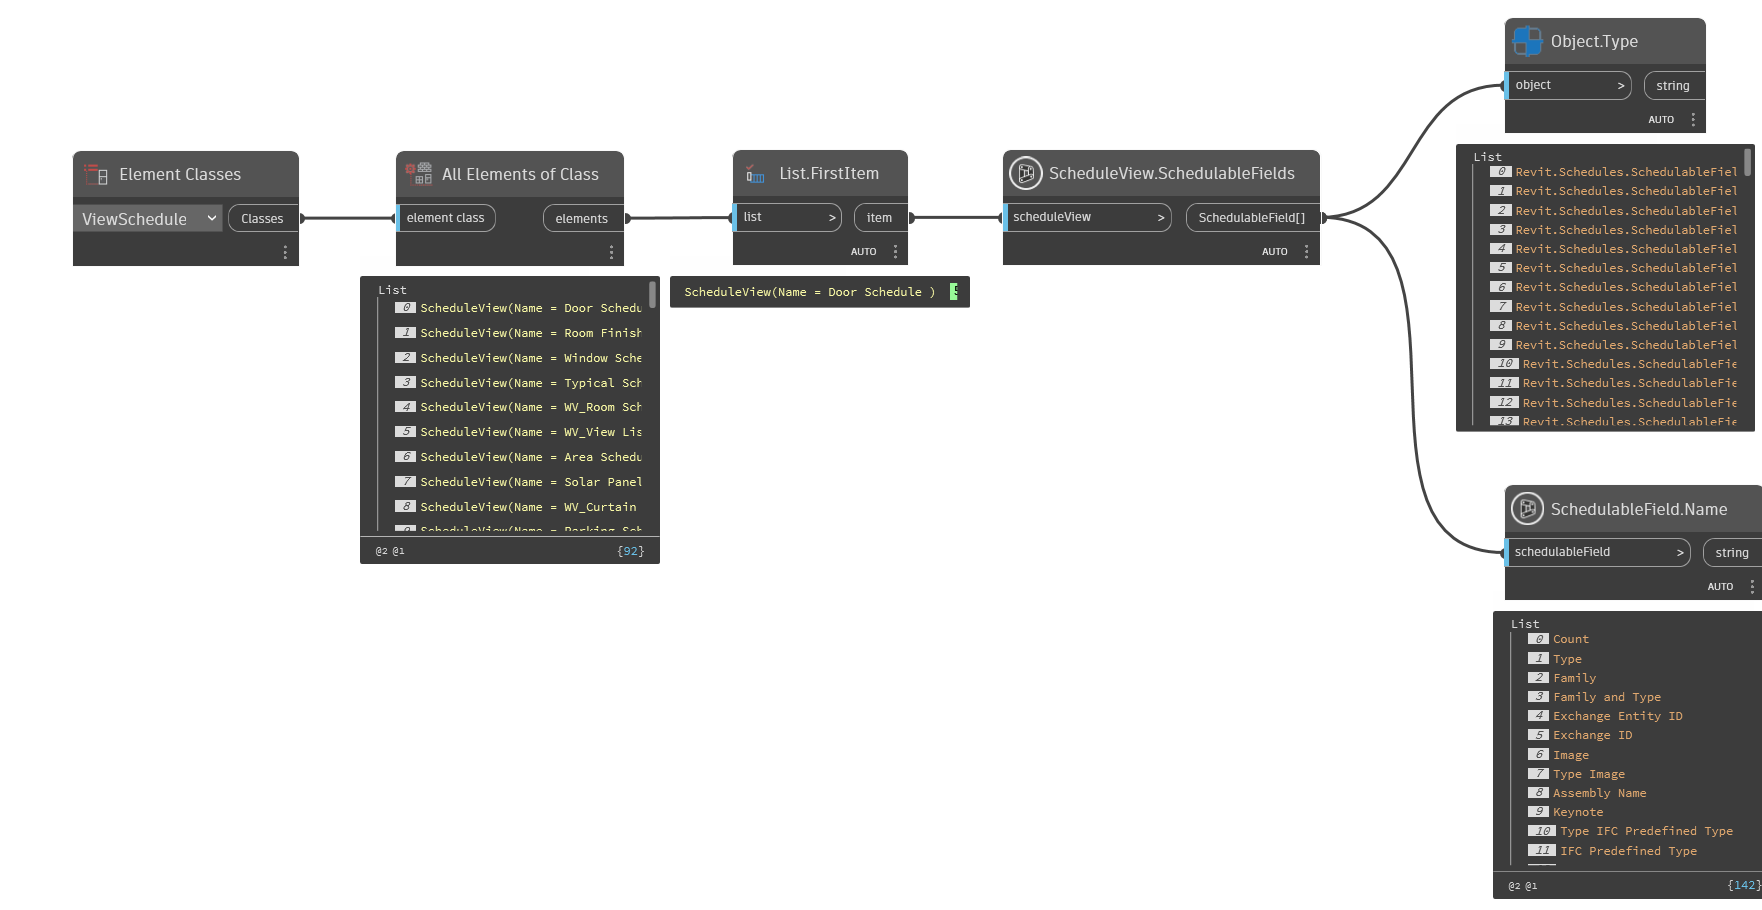 Object.Type
object >
string
AUTO
Element Classes
ViewSchedule
Classes
All Elements of Class
element class
elements
List.FirstItem
list >
item
AUTO
ScheduleView.SchedulableFields
scheduleView >
SchedulableField[]
AUTO
List
0 ScheduleView(Name = Door Schedu
1 ScheduleView(Name = Room Finish
2 ScheduleView(Name = Window Sche
3 ScheduleView(Name = Typical Sch
4 ScheduleView(Name = WV_Room Sch
5 ScheduleView(Name = WV_View Lis
6 ScheduleView(Name = Area Schedu
7 ScheduleView(Name = Solar Panel
8 ScheduleView(Name = WV_Curtain
9 ScheduleView(Name = Parking Sch
@2 @1 {92}
ScheduleView(Name = Door Schedule )
List
0 Revit.Schedules.SchedulableFiel
1 Revit.Schedules.SchedulableFiel
2 Revit.Schedules.SchedulableFiel
3 Revit.Schedules.SchedulableFiel
4 Revit.Schedules.SchedulableFiel
5 Revit.Schedules.SchedulableFiel
6 Revit.Schedules.SchedulableFiel
7 Revit.Schedules.SchedulableFiel
8 Revit.Schedules.SchedulableFiel
9 Revit.Schedules.SchedulableFiel
10 Revit.Schedules.SchedulableFie
11 Revit.Schedules.SchedulableFie
12 Revit.Schedules.SchedulableFie
13 Revit.Schedules.SchedulableFie
SchedulableField.Name
schedulableField >
string
AUTO
List
0 Count
1 Type
2 Family
3 Family and Type
4 Exchange Entity ID
5 Exchange ID
6 Image
7 Type Image
8 Assembly Name
9 Keynote
10 Type IFC Predefined Type
11 IFC Predefined Type
@2 @1 {142}